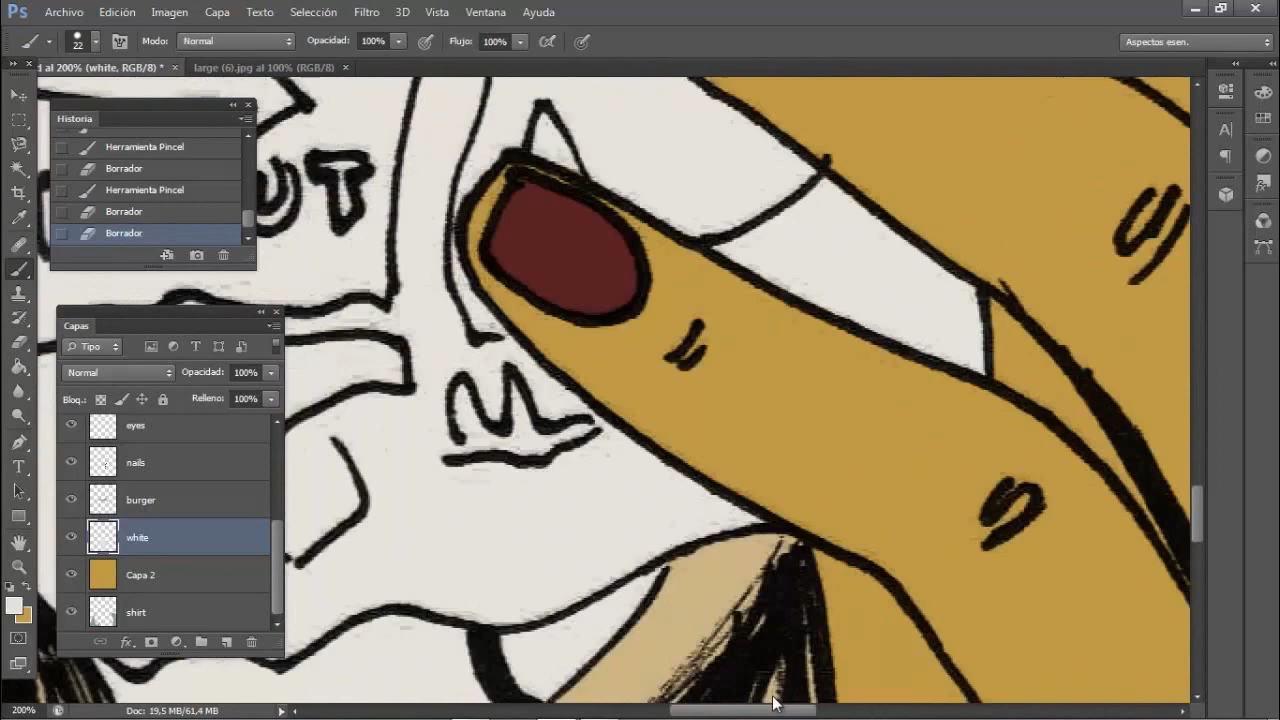 Ps Archivo Edición Imagen Capa Texto Selección Filtro 3D Vista Ventana Ayuda
22 Modo: Normal Opacidad: 100% Flujo: 100% Aspectos esen.
d al 200% (white, RGB/8) * × large (6).jpg al 100% (RGB/8) ×
Historia
Herramienta Pincel
Borrador
Herramienta Pincel
Borrador
Borrador
UT
M
Capas
Tipo
Normal Opacidad: 100%
Bloq.: Relleno: 100%
eyes
nails
burger
white
Capa 2
shirt
200% Doc: 19,5 MB/61,4 MB